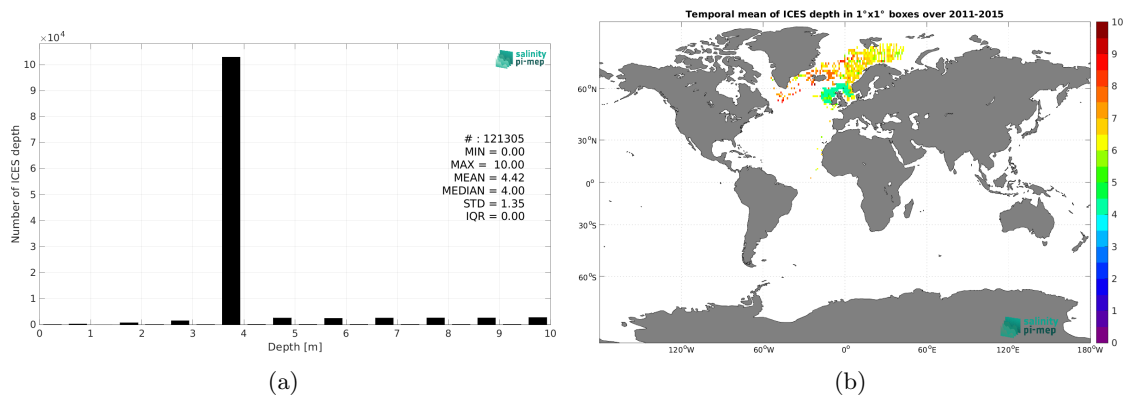 ×10⁴
10
9
8
7
6
5
4
3
2
1
0
Number of ICES depth
salinity
pi-mep
# : 121305
MIN = 0.00
MAX = 10.00
MEAN = 4.42
MEDIAN = 4.00
STD = 1.35
IQR = 0.00
0 1 2 3 4 5 6 7 8 9 10
Depth [m]
(a)
Temporal mean of ICES depth in 1°x1° boxes over 2011-2015
60°N
30°N
0°
30°S
60°S
120°W 60°W 0° 60°E 120°E 180°W
salinity
pi-mep
10
9
8
7
6
5
4
3
2
1
0
(b)